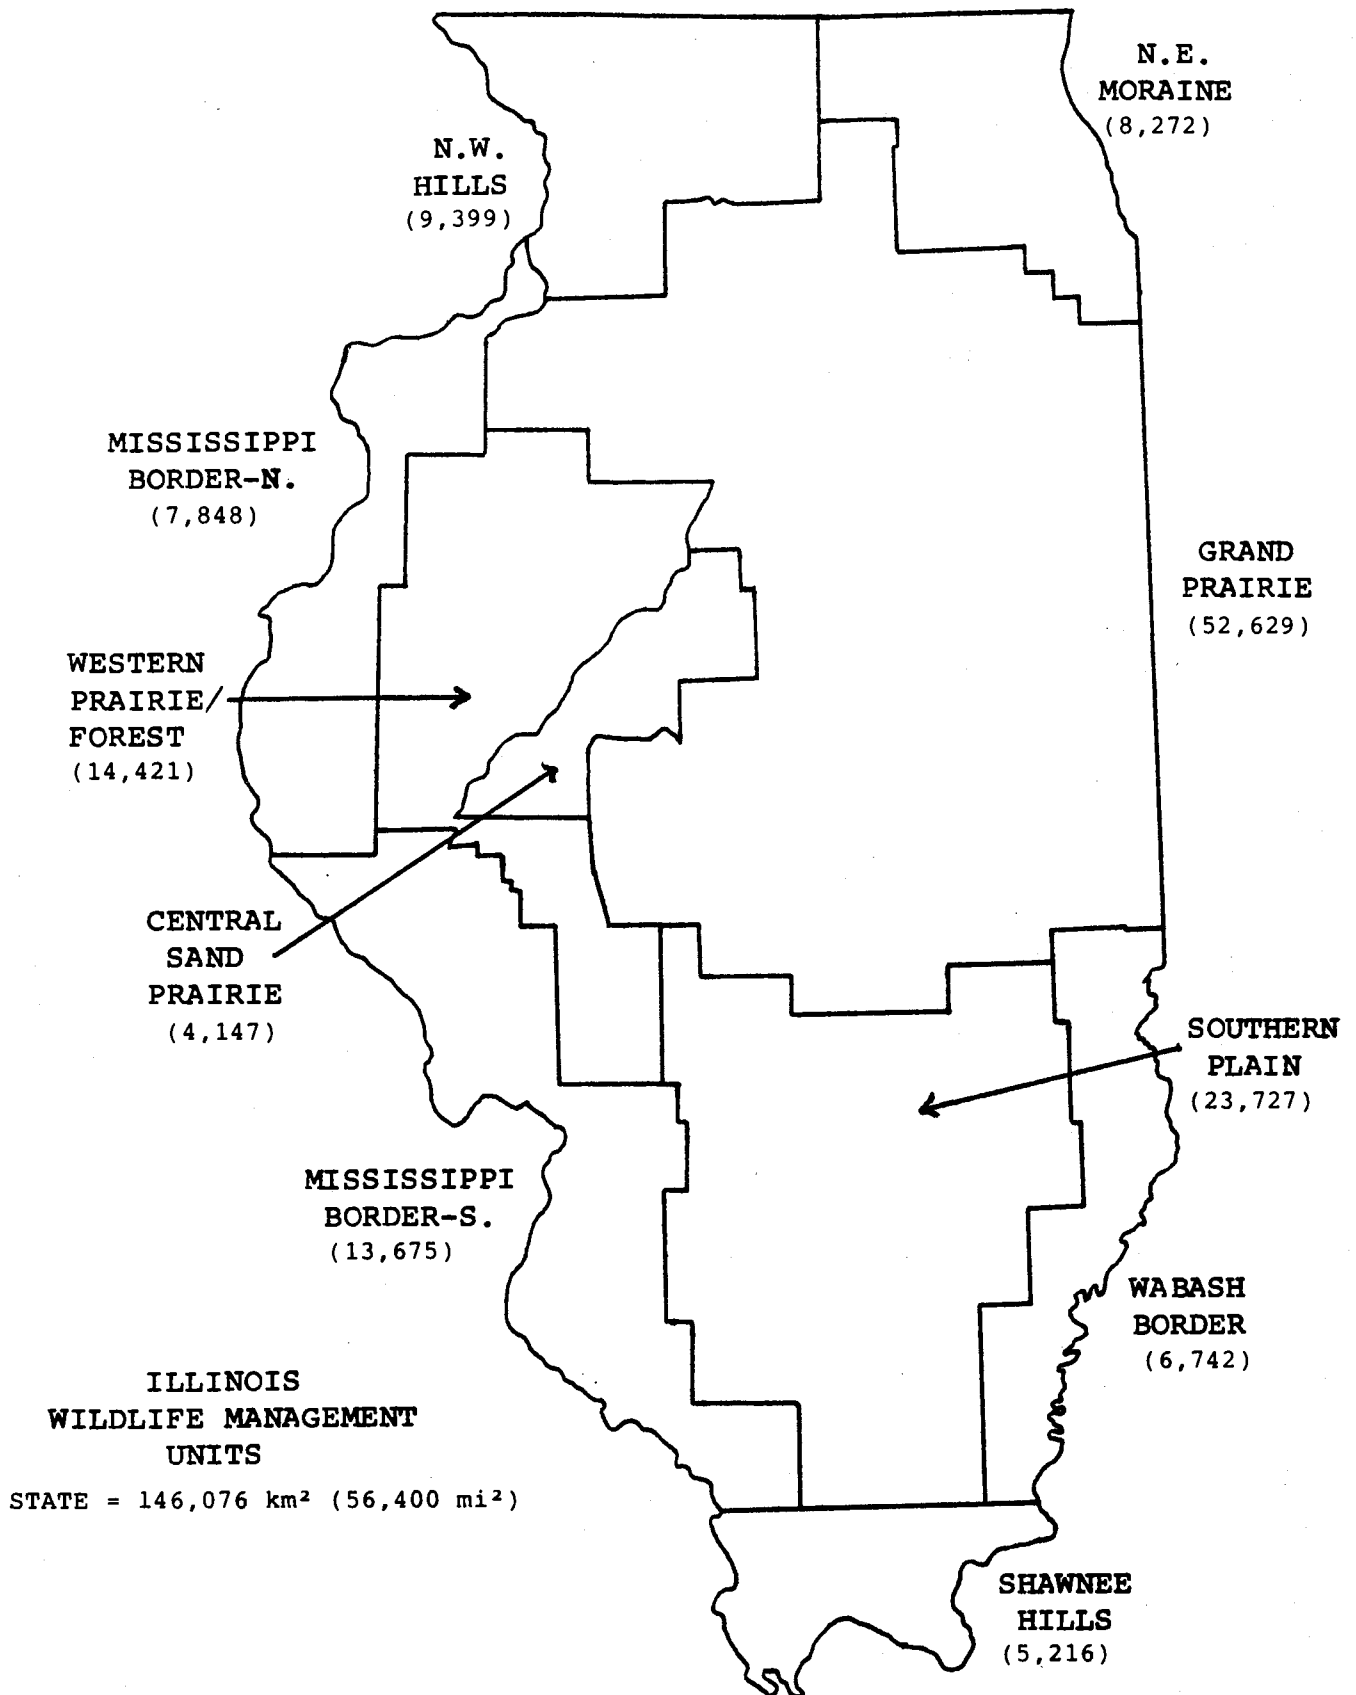 N.E.
MORAINE
(8,272)
N.W.
HILLS
(9,399)
MISSISSIPPI
BORDER-N.
(7,848)
GRAND
PRAIRIE
(52,629)
WESTERN
PRAIRIE/
FOREST
(14,421)
CENTRAL
SAND
PRAIRIE
(4,147)
SOUTHERN
PLAIN
(23,727)
MISSISSIPPI
BORDER-S.
(13,675)
WABASH
BORDER
(6,742)
ILLINOIS
WILDLIFE MANAGEMENT
UNITS
STATE = 146,076 km² (56,400 mi²)
SHAWNEE
HILLS
(5,216)